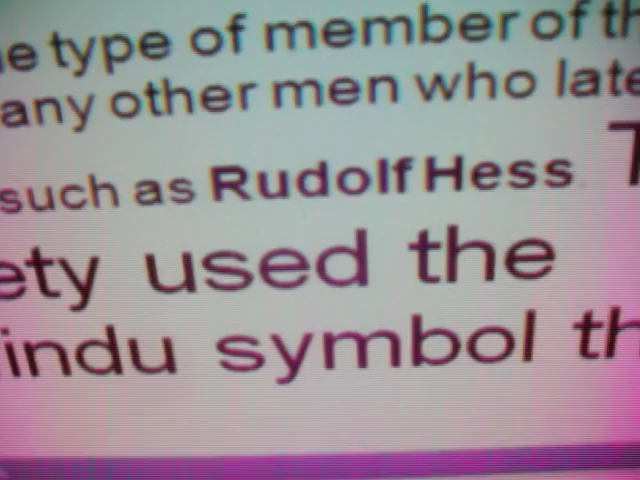 e type of member of th
any other men who late
such as Rudolf Hess T
ety used the
indu symbol th